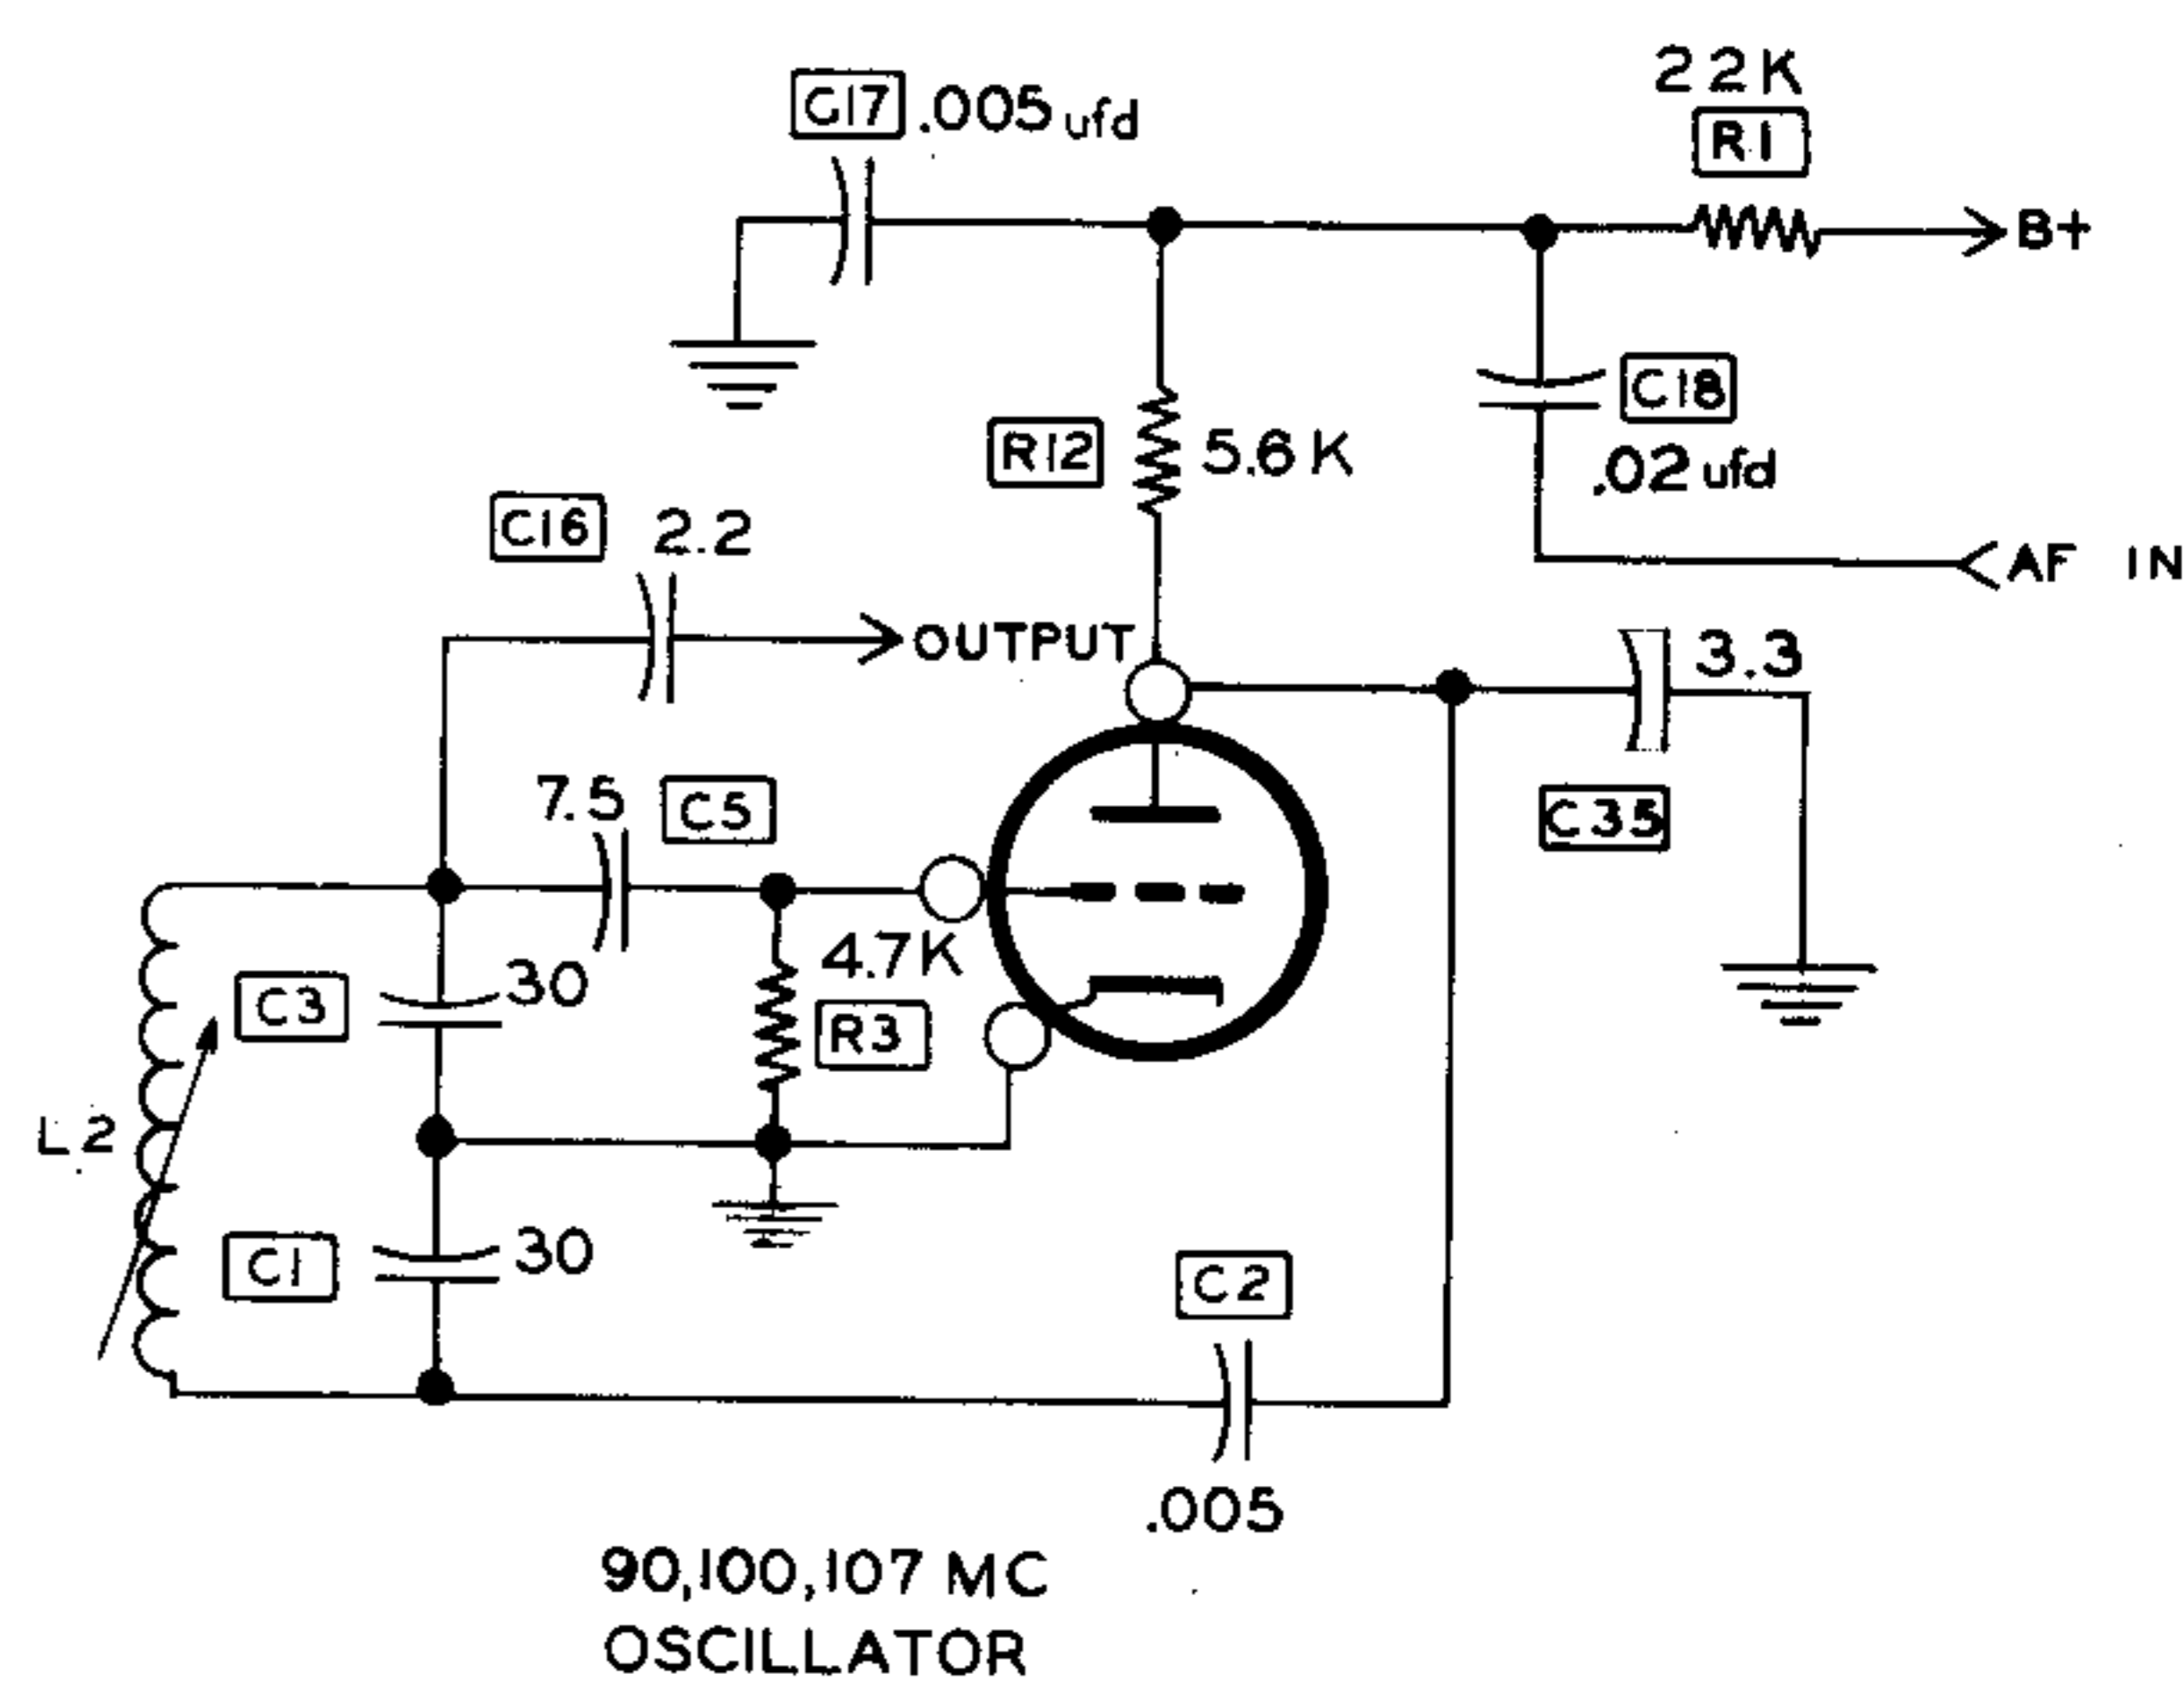 22K
C17 .005 ufd
R1
B+
C18
R12 5.6K
.02 ufd
C16 2.2
AF IN
OUTPUT
3.3
7.5 C5
C35
4.7K
C3 30
R3
L2
C1 30
C2
.005
90,100,107 MC
OSCILLATOR